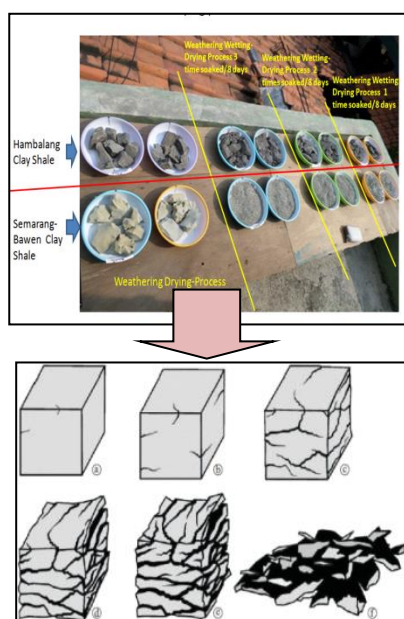 Weathering Wetting-
Drying Process 3
time soaked/8 days
Weathering Wetting-
Drying Process 2
time soaked/8 days
Weathering Wetting-
Drying Process 1
time soaked/8 days
Hambalang
Clay Shale
Semarang-
Bawen Clay
Shale
Weathering Drying-Process
a
b
c
d
e
f